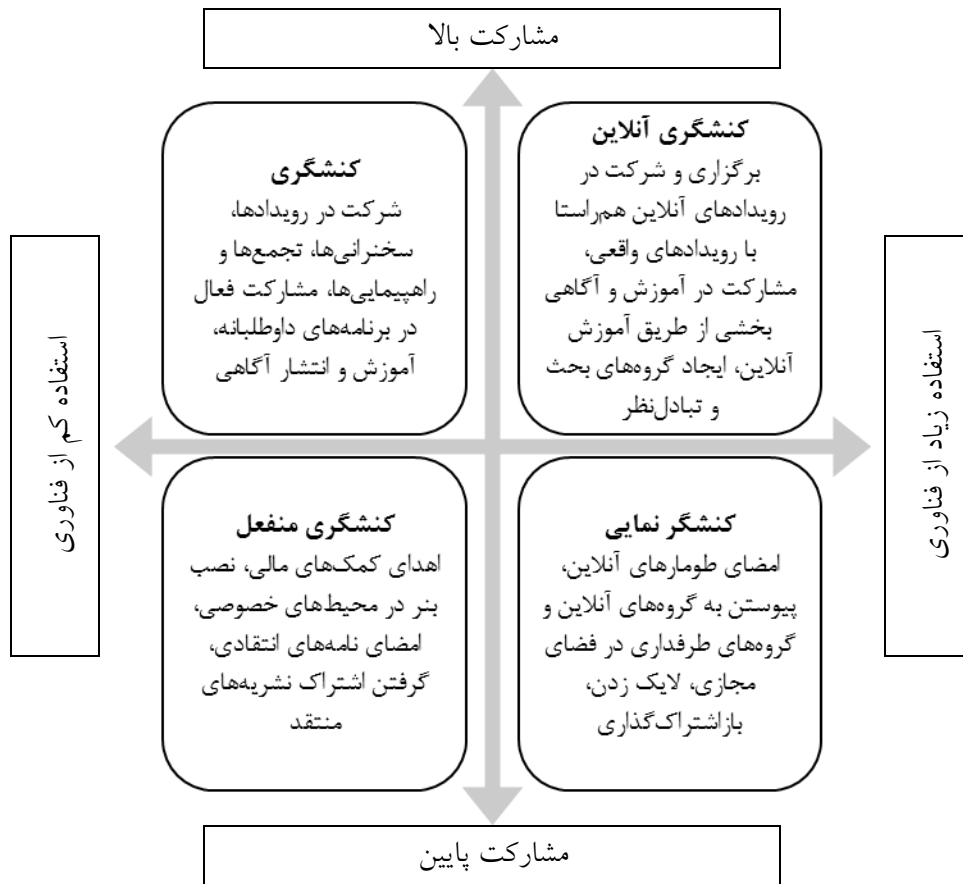 مشارکت بالا
کنشگری آنلاین
برگزاری و شرکت در
رویدادهای آنلاین هم‌راستا
با رویدادهای واقعی،
مشارکت در آموزش و آگاهی
بخشی از طریق آموزش
آنلاین، ایجاد گروه‌های بحث
و تبادل‌نظر
کنشگری
شرکت در رویدادها،
سخنرانی‌ها، تجمع‌ها و
راهپیمایی‌ها، مشارکت فعال
در برنامه‌های داوطلبانه،
آموزش و انتشار آگاهی
استفاده زیاد از فناوری
استفاده کم از فناوری
کنشگر نمایی
امضای طومارهای آنلاین،
پیوستن به گروه‌های آنلاین و
گروه‌های طرفداری در فضای
مجازی، لایک زدن،
بازاشتراک‌گذاری
کنشگری منفعل
اهدای کمک‌های مالی، نصب
بنر در محیط‌های خصوصی،
امضای نامه‌های انتقادی،
گرفتن اشتراک نشریه‌های
منتقد
مشارکت پایین